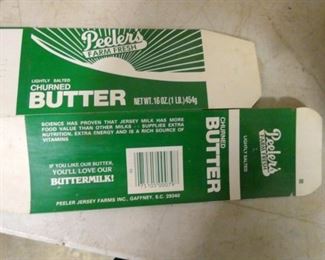 Peeler's
FARM FRESH
LIGHTLY SALTED
CHURNED
BUTTER
NET WT. 16 OZ. (1 LB.) 454g
SCIENCE HAS PROVEN THAT JERSEY MILK HAS MORE
FOOD VALUE THAN OTHER MILKS - SUPPLIES EXTRA
NUTRITION, EXTRA ENERGY AND IS A RICH SOURCE OF
VITAMINS
IF YOU LIKE OUR BUTTER,
YOU'LL LOVE OUR
BUTTERMILK!
PEELER JERSEY FARMS INC., GAFFNEY, S.C. 29340
CHURNED
BUTTER
LIGHTLY SALTED
Peeler's
FARM FRESH